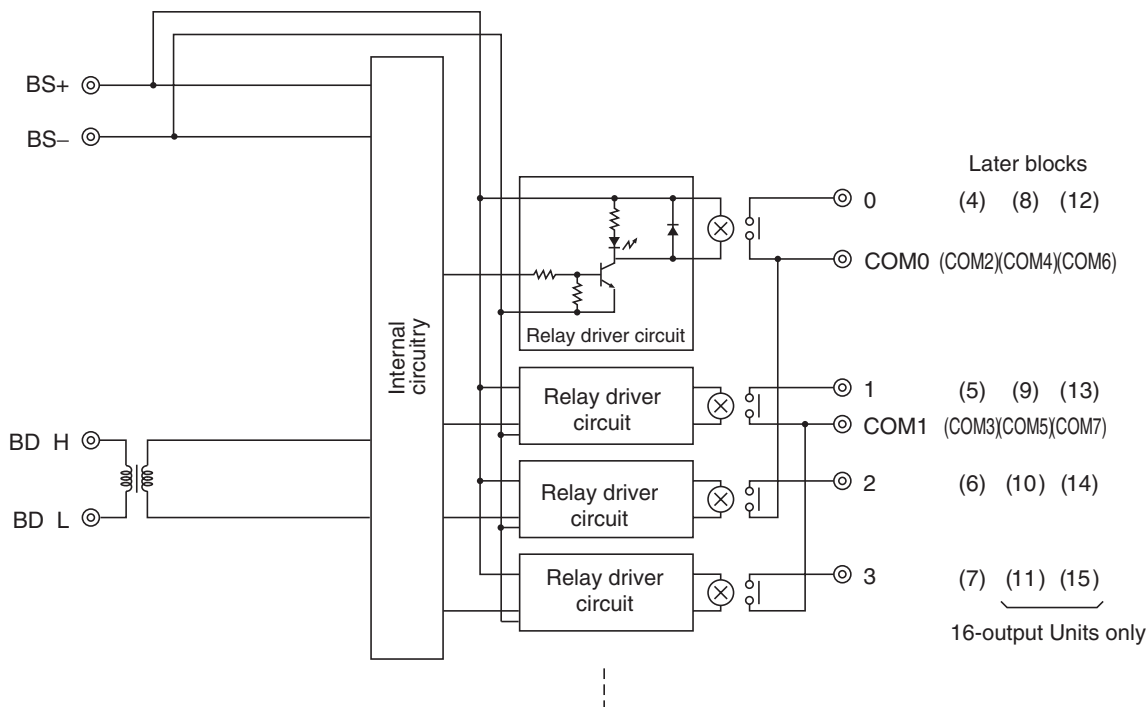 BS+
BS−
Later blocks
0 (4) (8) (12)
COM0 (COM2)(COM4)(COM6)
Relay driver circuit
Internal
circuitry
Relay driver
circuit
1 (5) (9) (13)
COM1 (COM3)(COM5)(COM7)
BD H
Relay driver
circuit
2 (6) (10) (14)
BD L
Relay driver
circuit
3 (7) (11) (15)
16-output Units only